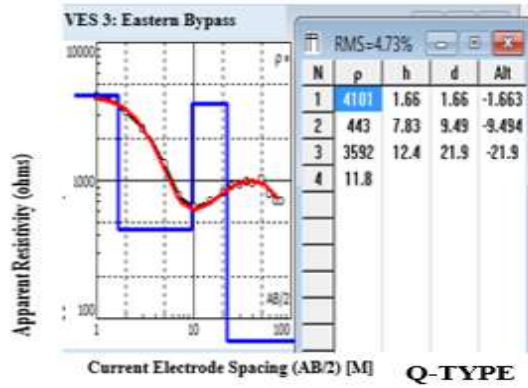 VES 3: Eastern Bypass
RMS=4.73%
N ρ h d Alt
1 4101 1.66 1.66 -1.663
2 443 7.83 9.49 -9.494
3 3592 12.4 21.9 -21.9
4 11.8
10000
ρ=
1000
100
AB/2
1 10 100
Apparent Resistivity (ohms)
Current Electrode Spacing (AB/2) [M]
Q-TYPE